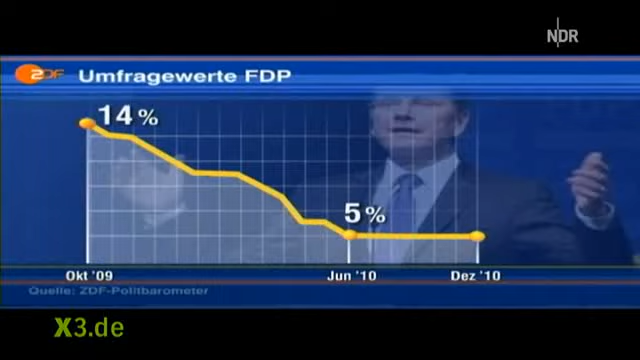 NDR
ZDF Umfragewerte FDP
14 %
5 %
Okt '09 Jun '10 Dez '10
Quelle: ZDF-Politbarometer
X3.de